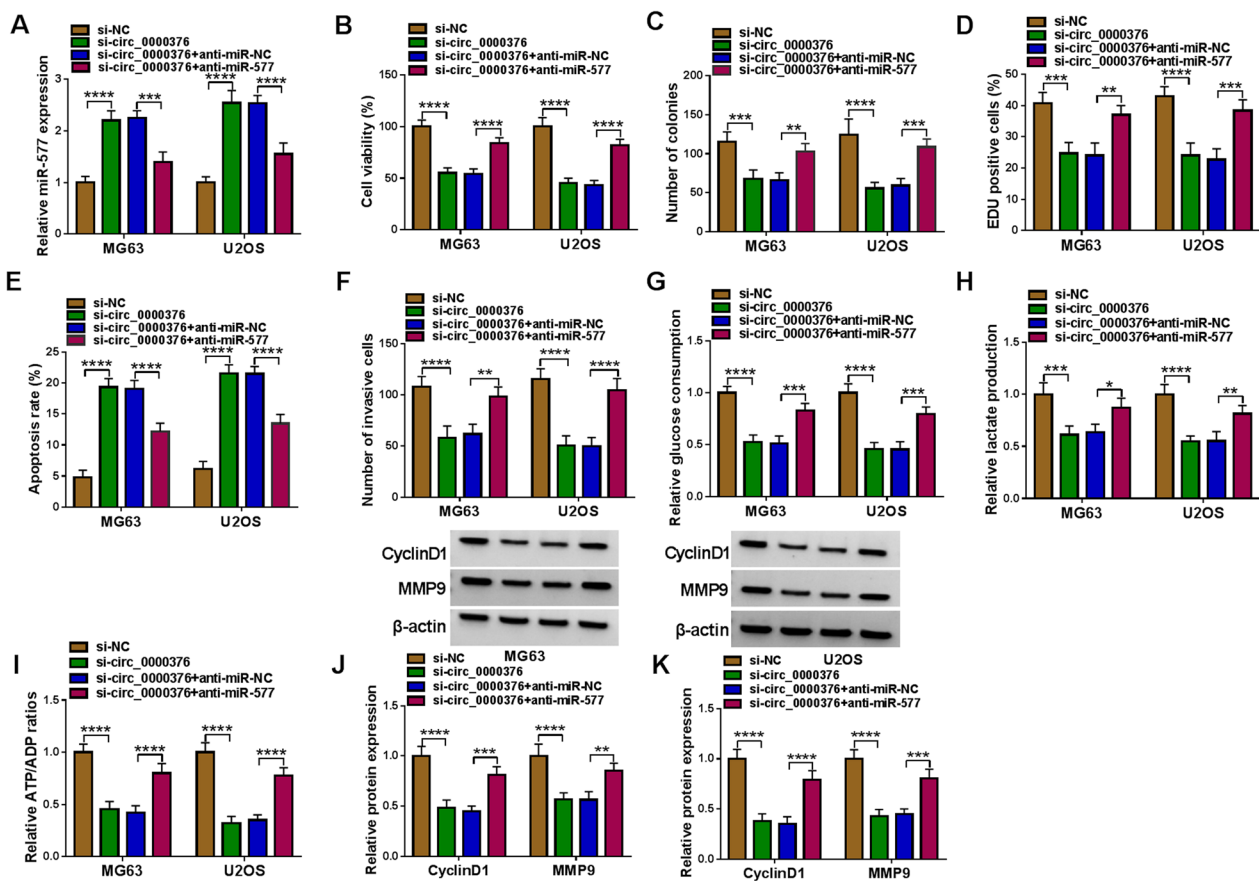 A
si-NC
si-circ_0000376
si-circ_0000376+anti-miR-NC
si-circ_0000376+anti-miR-577
Relative miR-577 expression
3
2
1
0
**** *** **** ****
MG63 U2OS
B
si-NC
si-circ_0000376
si-circ_0000376+anti-miR-NC
si-circ_0000376+anti-miR-577
Cell viability (%)
150
100
50
0
**** **** **** ****
MG63 U2OS
C
si-NC
si-circ_0000376
si-circ_0000376+anti-miR-NC
si-circ_0000376+anti-miR-577
Number of colonies
200
150
100
50
0
*** ** **** ***
MG63 U2OS
D
si-NC
si-circ_0000376
si-circ_0000376+anti-miR-NC
si-circ_0000376+anti-miR-577
EDU positive cells (%)
50
40
30
20
10
0
*** ** **** ***
MG63 U2OS
E
si-NC
si-circ_0000376
si-circ_0000376+anti-miR-NC
si-circ_0000376+anti-miR-577
Apoptosis rate (%)
25
20
15
10
5
0
**** **** **** ****
MG63 U2OS
F
si-NC
si-circ_0000376
si-circ_0000376+anti-miR-NC
si-circ_0000376+anti-miR-577
Number of invasive cells
150
100
50
0
**** ** **** ****
MG63 U2OS
G
si-NC
si-circ_0000376
si-circ_0000376+anti-miR-NC
si-circ_0000376+anti-miR-577
Relative glucose consumption
1.5
1.0
0.5
0.0
**** *** **** ***
MG63 U2OS
H
si-NC
si-circ_0000376
si-circ_0000376+anti-miR-NC
si-circ_0000376+anti-miR-577
Relative lactate production
1.5
1.0
0.5
0.0
*** * **** **
MG63 U2OS
CyclinD1
MMP9
β-actin
MG63
CyclinD1
MMP9
β-actin
U2OS
I
si-NC
si-circ_0000376
si-circ_0000376+anti-miR-NC
si-circ_0000376+anti-miR-577
Relative ATP/ADP ratios
1.5
1.0
0.5
0.0
**** **** **** ****
MG63 U2OS
J
si-NC
si-circ_0000376
si-circ_0000376+anti-miR-NC
si-circ_0000376+anti-miR-577
Relative protein expression
1.5
1.0
0.5
0.0
**** *** **** **
CyclinD1 MMP9
K
si-NC
si-circ_0000376
si-circ_0000376+anti-miR-NC
si-circ_0000376+anti-miR-577
Relative protein expression
1.5
1.0
0.5
0.0
**** **** **** ***
CyclinD1 MMP9